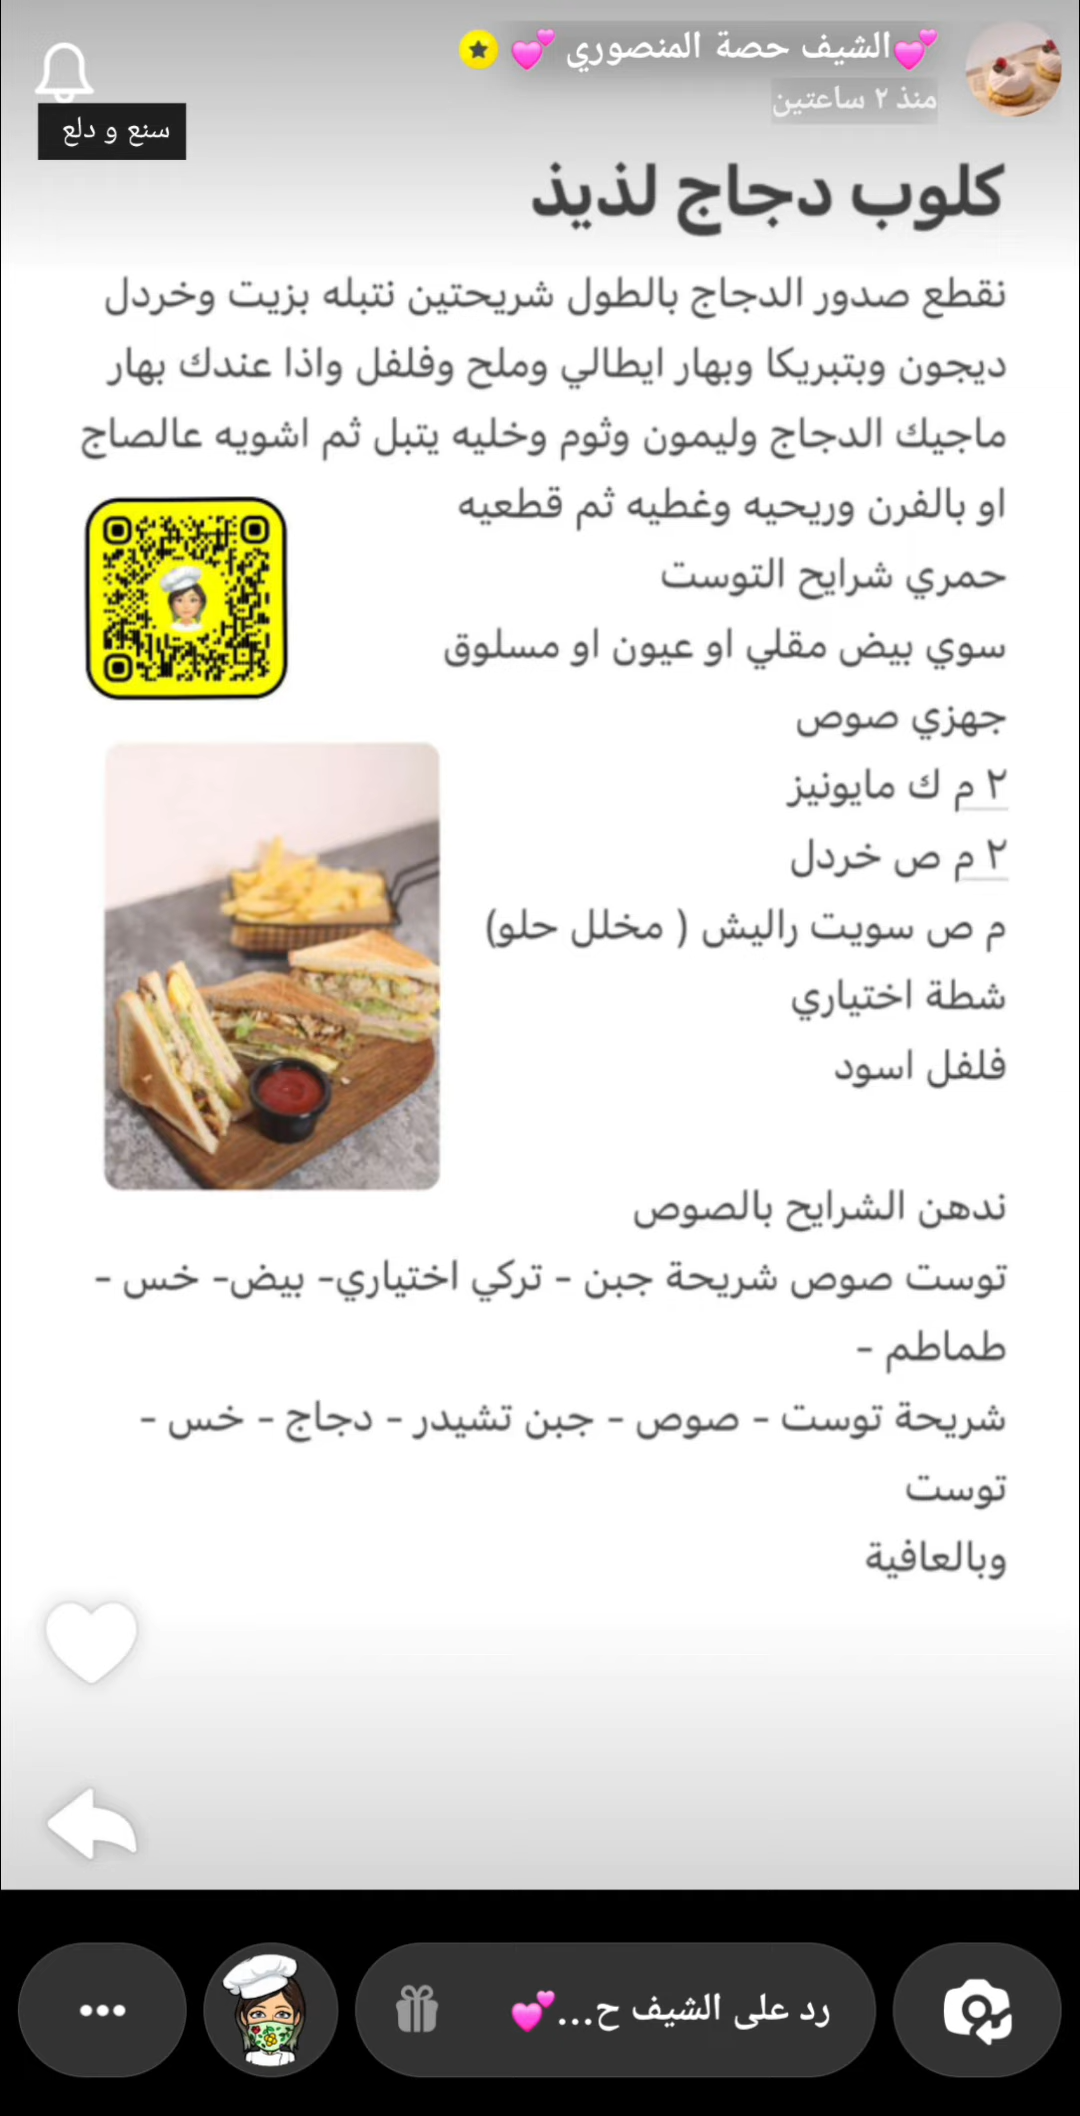 💕الشيف حصة المنصوري 💕
منذ ٢ ساعتين
سنع و دلع
كلوب دجاج لذيذ
نقطع صدور الدجاج بالطول شريحتين نتبله بزيت وخردل
ديجون وبتبريكا وبهار ايطالي وملح وفلفل واذا عندك بهار
ماجيك الدجاج وليمون وثوم وخليه يتبل ثم اشويه عالصاج
او بالفرن وريحيه وغطيه ثم قطعيه
حمري شرايح التوست
سوي بيض مقلي او عيون او مسلوق
جهزي صوص
٢ م ك مايونيز
٢ م ص خردل
م ص سويت راليش ( مخلل حلو)
شطة اختياري
فلفل اسود
ندهن الشرايح بالصوص
توست صوص شريحة جبن - تركي اختياري- بيض- خس -
طماطم -
شريحة توست - صوص - جبن تشيدر - دجاج - خس -
توست
وبالعافية
رد على الشيف ح...💕